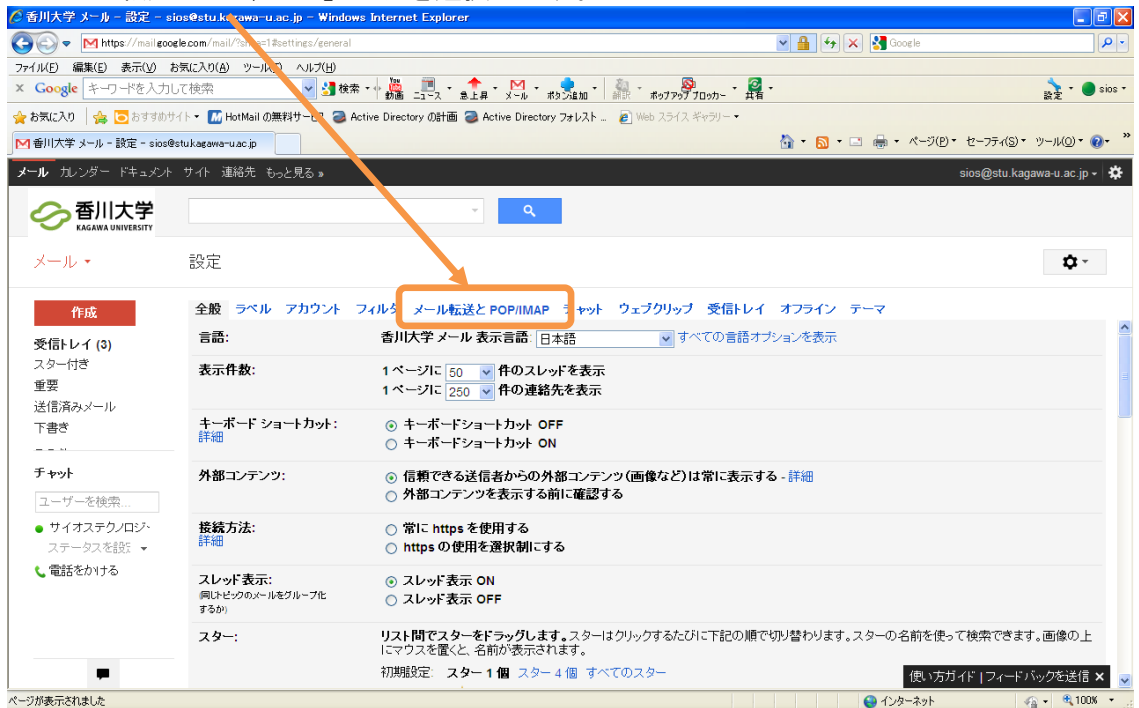 香川大学 メール - 設定 - sios@stu.kagawa-u.ac.jp - Windows Internet Explorer
https://mail.google.com/mail/?shva=1#settings/general
Google
ファイル(F) 編集(E) 表示(V) お気に入り(A) ツール(T) ヘルプ(H)
x Google キーワードを入力して検索 検索 動画 ニュース 急上昇 メール ボタン追加 翻訳 ポップアップブロッカー 共有 設定 sios
お気に入り おすすめサイト HotMail の無料サービス Active Directory の計画 Active Directory フォレスト ... Web スライス ギャラリー
香川大学 メール - 設定 - sios@stu.kagawa-u.ac.jp ページ(P) セーフティ(S) ツール(O) »
メール カレンダー ドキュメント サイト 連絡先 もっと見る » sios@stu.kagawa-u.ac.jp
香川大学
KAGAWA UNIVERSITY
メール 設定
作成
全般 ラベル アカウント フィルタ メール転送と POP/IMAP チャット ウェブクリップ 受信トレイ オフライン テーマ
受信トレイ (3)
スター付き
重要
送信済みメール
下書き
チャット
ユーザーを検索...
サイオステクノロジ
ステータスを設
電話をかける
言語: 香川大学 メール 表示言語: 日本語 すべての言語オプションを表示
表示件数: 1 ページに 50 件のスレッドを表示
1 ページに 250 件の連絡先を表示
キーボード ショートカット: キーボードショートカット OFF
詳細 キーボードショートカット ON
外部コンテンツ: 信頼できる送信者からの外部コンテンツ(画像など)は常に表示する - 詳細
外部コンテンツを表示する前に確認する
接続方法: 常に https を使用する
詳細 https の使用を選択制にする
スレッド表示: スレッド表示 ON
(同じトピックのメールをグループ化 スレッド表示 OFF
するか)
スター: リスト間でスターをドラッグします。スターはクリックするたびに下記の順で切り替わります。スターの名前を使って検索できます。画像の上
にマウスを置くと、名前が表示されます。
初期設定: スター 1 個 スター 4 個 すべてのスター
使い方ガイド | フィードバックを送信 ×
ページが表示されました インターネット 100%